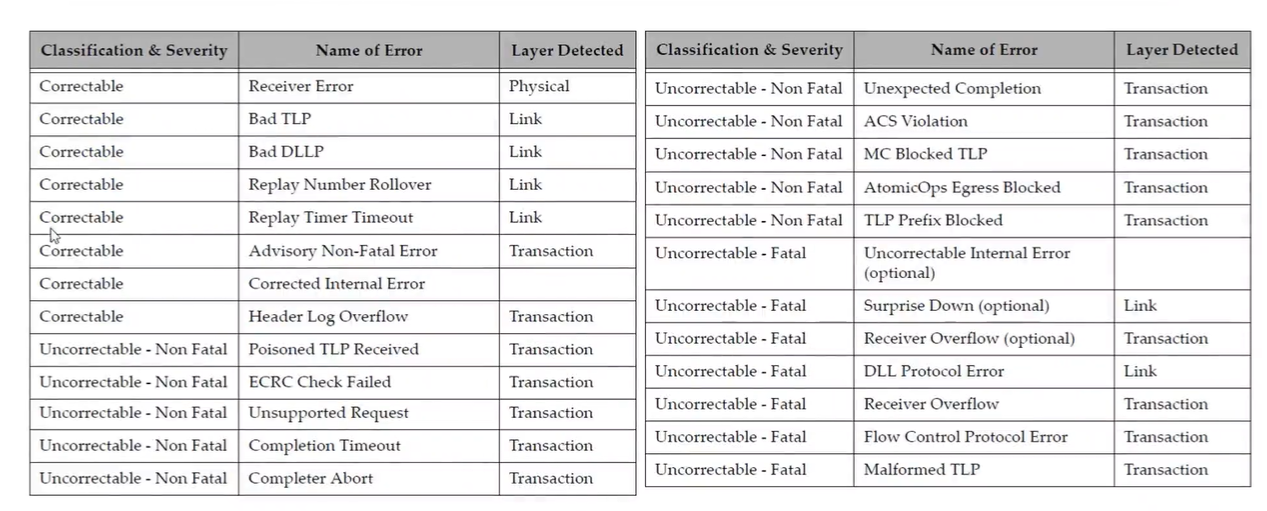 Classification & Severity Name of Error Layer Detected
Correctable Receiver Error Physical
Correctable Bad TLP Link
Correctable Bad DLLP Link
Correctable Replay Number Rollover Link
Correctable Replay Timer Timeout Link
Correctable Advisory Non-Fatal Error Transaction
Correctable Corrected Internal Error
Correctable Header Log Overflow Transaction
Uncorrectable - Non Fatal Poisoned TLP Received Transaction
Uncorrectable - Non Fatal ECRC Check Failed Transaction
Uncorrectable - Non Fatal Unsupported Request Transaction
Uncorrectable - Non Fatal Completion Timeout Transaction
Uncorrectable - Non Fatal Completer Abort Transaction
Classification & Severity Name of Error Layer Detected
Uncorrectable - Non Fatal Unexpected Completion Transaction
Uncorrectable - Non Fatal ACS Violation Transaction
Uncorrectable - Non Fatal MC Blocked TLP Transaction
Uncorrectable - Non Fatal AtomicOps Egress Blocked Transaction
Uncorrectable - Non Fatal TLP Prefix Blocked Transaction
Uncorrectable - Fatal Uncorrectable Internal Error
(optional)
Uncorrectable - Fatal Surprise Down (optional) Link
Uncorrectable - Fatal Receiver Overflow (optional) Transaction
Uncorrectable - Fatal DLL Protocol Error Link
Uncorrectable - Fatal Receiver Overflow Transaction
Uncorrectable - Fatal Flow Control Protocol Error Transaction
Uncorrectable - Fatal Malformed TLP Transaction